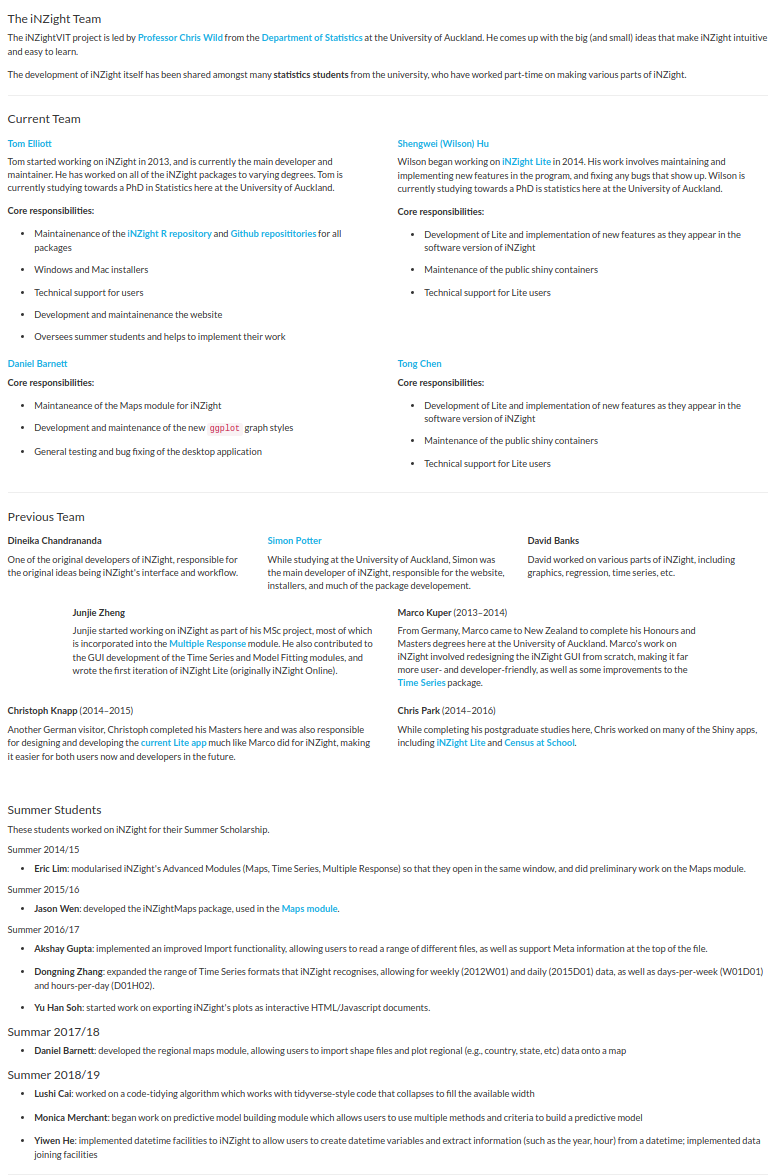 The iNZight Team
The iNZightVIT project is led by Professor Chris Wild from the Department of Statistics at the University of Auckland. He comes up with the big (and small) ideas that make iNZight intuitive
and easy to learn.
The development of iNZight itself has been shared amongst many statistics students from the university, who have worked part-time on making various parts of iNZight.
Current Team
Tom Elliott
Tom started working on iNZight in 2013, and is currently the main developer and
maintainer. He has worked on all of the iNZight packages to varying degrees. Tom is
currently studying towards a PhD in Statistics here at the University of Auckland.
Core responsibilities:
• Maintainenance of the iNZight R repository and Github repositiories for all
packages
• Windows and Mac installers
• Technical support for users
• Development and maintainenance the website
• Oversees summer students and helps to implement their work
Shengwei (Wilson) Hu
Wilson began working on iNZight Lite in 2014. His work involves maintaining and
implementing new features in the program, and fixing any bugs that show up. Wilson is
currently studying towards a PhD is statistics here at the University of Auckland.
Core responsibilities:
• Development of Lite and implementation of new features as they appear in the
software version of iNZight
• Maintenance of the public shiny containers
• Technical support for Lite users
Daniel Barnett
Core responsibilities:
• Maintaneance of the Maps module for iNZight
• Development and maintenance of the new ggplot graph styles
• General testing and bug fixing of the desktop application
Tong Chen
Core responsibilities:
• Development of Lite and implementation of new features as they appear in the
software version of iNZight
• Maintenance of the public shiny containers
• Technical support for Lite users
Previous Team
Dineika Chandrananda
One of the original developers of iNZight, responsible for
the original ideas being iNZight's interface and workflow.
Simon Potter
While studying at the University of Auckland, Simon was
the main developer of iNZight, responsible for the website,
installers, and much of the package developement.
David Banks
David worked on various parts of iNZight, including
graphics, regression, time series, etc.
Junjie Zheng
Junjie started working on iNZight as part of his MSc project, most of which
is incorporated into the Multiple Response module. He also contributed to
the GUI development of the Time Series and Model Fitting modules, and
wrote the first iteration of iNZight Lite (originally iNZight Online).
Marco Kuper (2013–2014)
From Germany, Marco came to New Zealand to complete his Honours and
Masters degrees here at the University of Auckland. Marco's work on
iNZight involved redesigning the iNZight GUI from scratch, making it far
more user- and developer-friendly, as well as some improvements to the
Time Series package.
Christoph Knapp (2014–2015)
Another German visitor, Christoph completed his Masters here and was also responsible
for designing and developing the current Lite app much like Marco did for iNZight, making
it easier for both users now and developers in the future.
Chris Park (2014–2016)
While completing his postgraduate studies here, Chris worked on many of the Shiny apps,
including iNZight Lite and Census at School.
Summer Students
These students worked on iNZight for their Summer Scholarship.
Summer 2014/15
• Eric Lim: modularised iNZight's Advanced Modules (Maps, Time Series, Multiple Response) so that they open in the same window, and did preliminary work on the Maps module.
Summer 2015/16
• Jason Wen: developed the iNZightMaps package, used in the Maps module.
Summer 2016/17
• Akshay Gupta: implemented an improved Import functionality, allowing users to read a range of different files, as well as support Meta information at the top of the file.
• Dongning Zhang: expanded the range of Time Series formats that iNZight recognises, allowing for weekly (2012W01) and daily (2015D01) data, as well as days-per-week (W01D01)
and hours-per-day (D01H02).
• Yu Han Soh: started work on exporting iNZight's plots as interactive HTML/Javascript documents.
Summar 2017/18
• Daniel Barnett: developed the regional maps module, allowing users to import shape files and plot regional (e.g., country, state, etc) data onto a map
Summer 2018/19
• Lushi Cai: worked on a code-tidying algorithm which works with tidyverse-style code that collapses to fill the available width
• Monica Merchant: began work on predictive model building module which allows users to use multiple methods and criteria to build a predictive model
• Yiwen He: implemented datetime facilities to iNZight to allow users to create datetime variables and extract information (such as the year, hour) from a datetime; implemented data
joining facilities